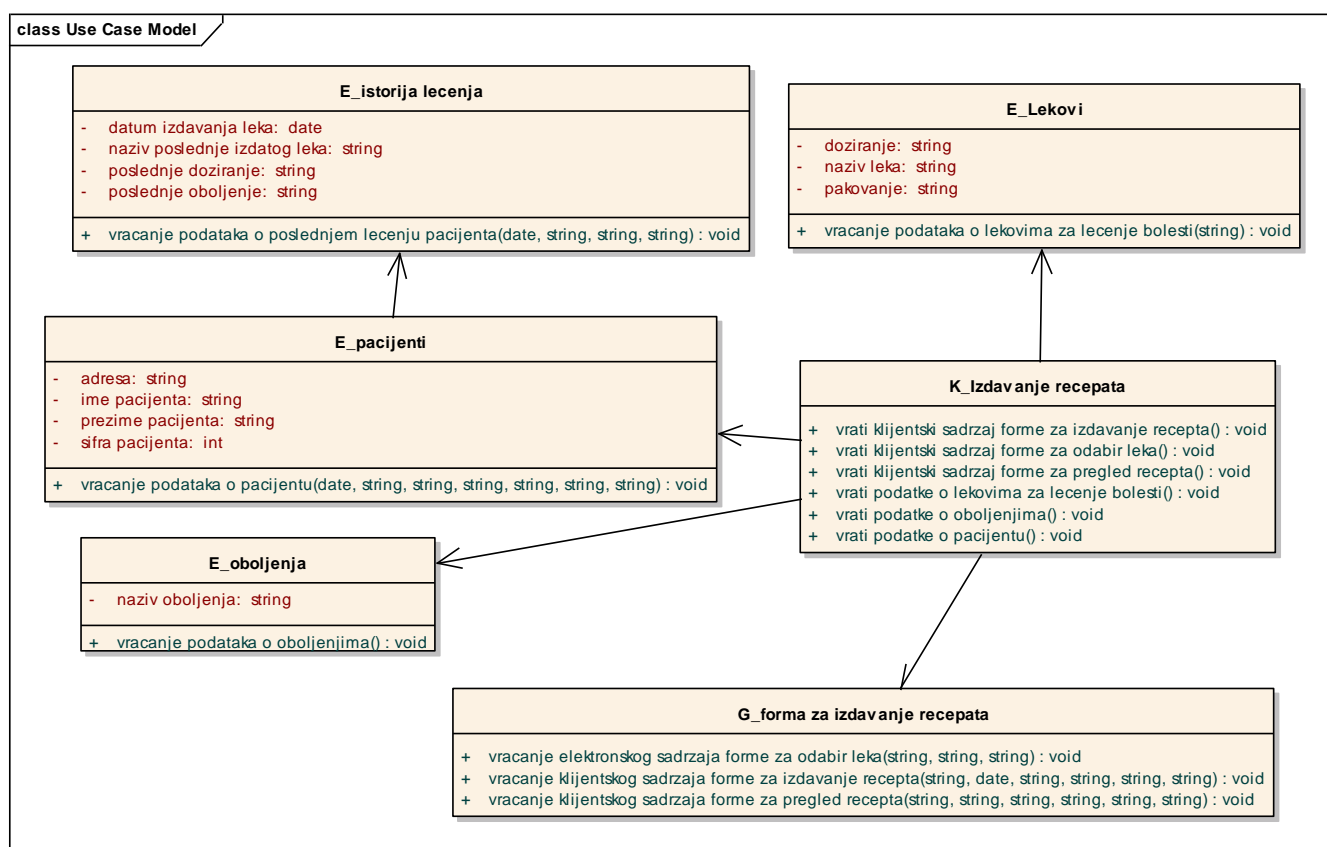 class Use Case Model
E_istorija lecenja
- datum izdavanja leka: date
- naziv poslednje izdatog leka: string
- poslednje doziranje: string
- poslednje oboljenje: string
+ vracanje podataka o poslednjem lecenju pacijenta(date, string, string, string) : void
E_Lekovi
- doziranje: string
- naziv leka: string
- pakovanje: string
+ vracanje podataka o lekovima za lecenje bolesti(string) : void
E_pacijenti
- adresa: string
- ime pacijenta: string
- prezime pacijenta: string
- sifra pacijenta: int
+ vracanje podataka o pacijentu(date, string, string, string, string, string, string) : void
K_Izdavanje recepata
+ vrati klijentski sadrzaj forme za izdavanje recepta() : void
+ vrati klijentski sadrzaj forme za odabir leka() : void
+ vrati klijentski sadrzaj forme za pregled recepta() : void
+ vrati podatke o lekovima za lecenje bolesti() : void
+ vrati podatke o oboljenjima() : void
+ vrati podatke o pacijentu() : void
E_oboljenja
- naziv oboljenja: string
+ vracanje podataka o oboljenjima() : void
G_forma za izdavanje recepata
+ vracanje elektronskog sadrzaja forme za odabir leka(string, string, string) : void
+ vracanje klijentskog sadrzaja forme za izdavanje recepta(string, date, string, string, string, string) : void
+ vracanje klijentskog sadrzaja forme za pregled recepta(string, string, string, string, string, string) : void